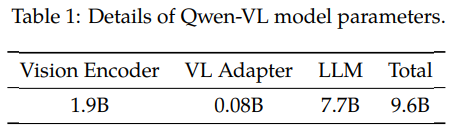 Table 1: Details of Qwen-VL model parameters.
Vision Encoder VL Adapter LLM Total
1.9B 0.08B 7.7B 9.6B